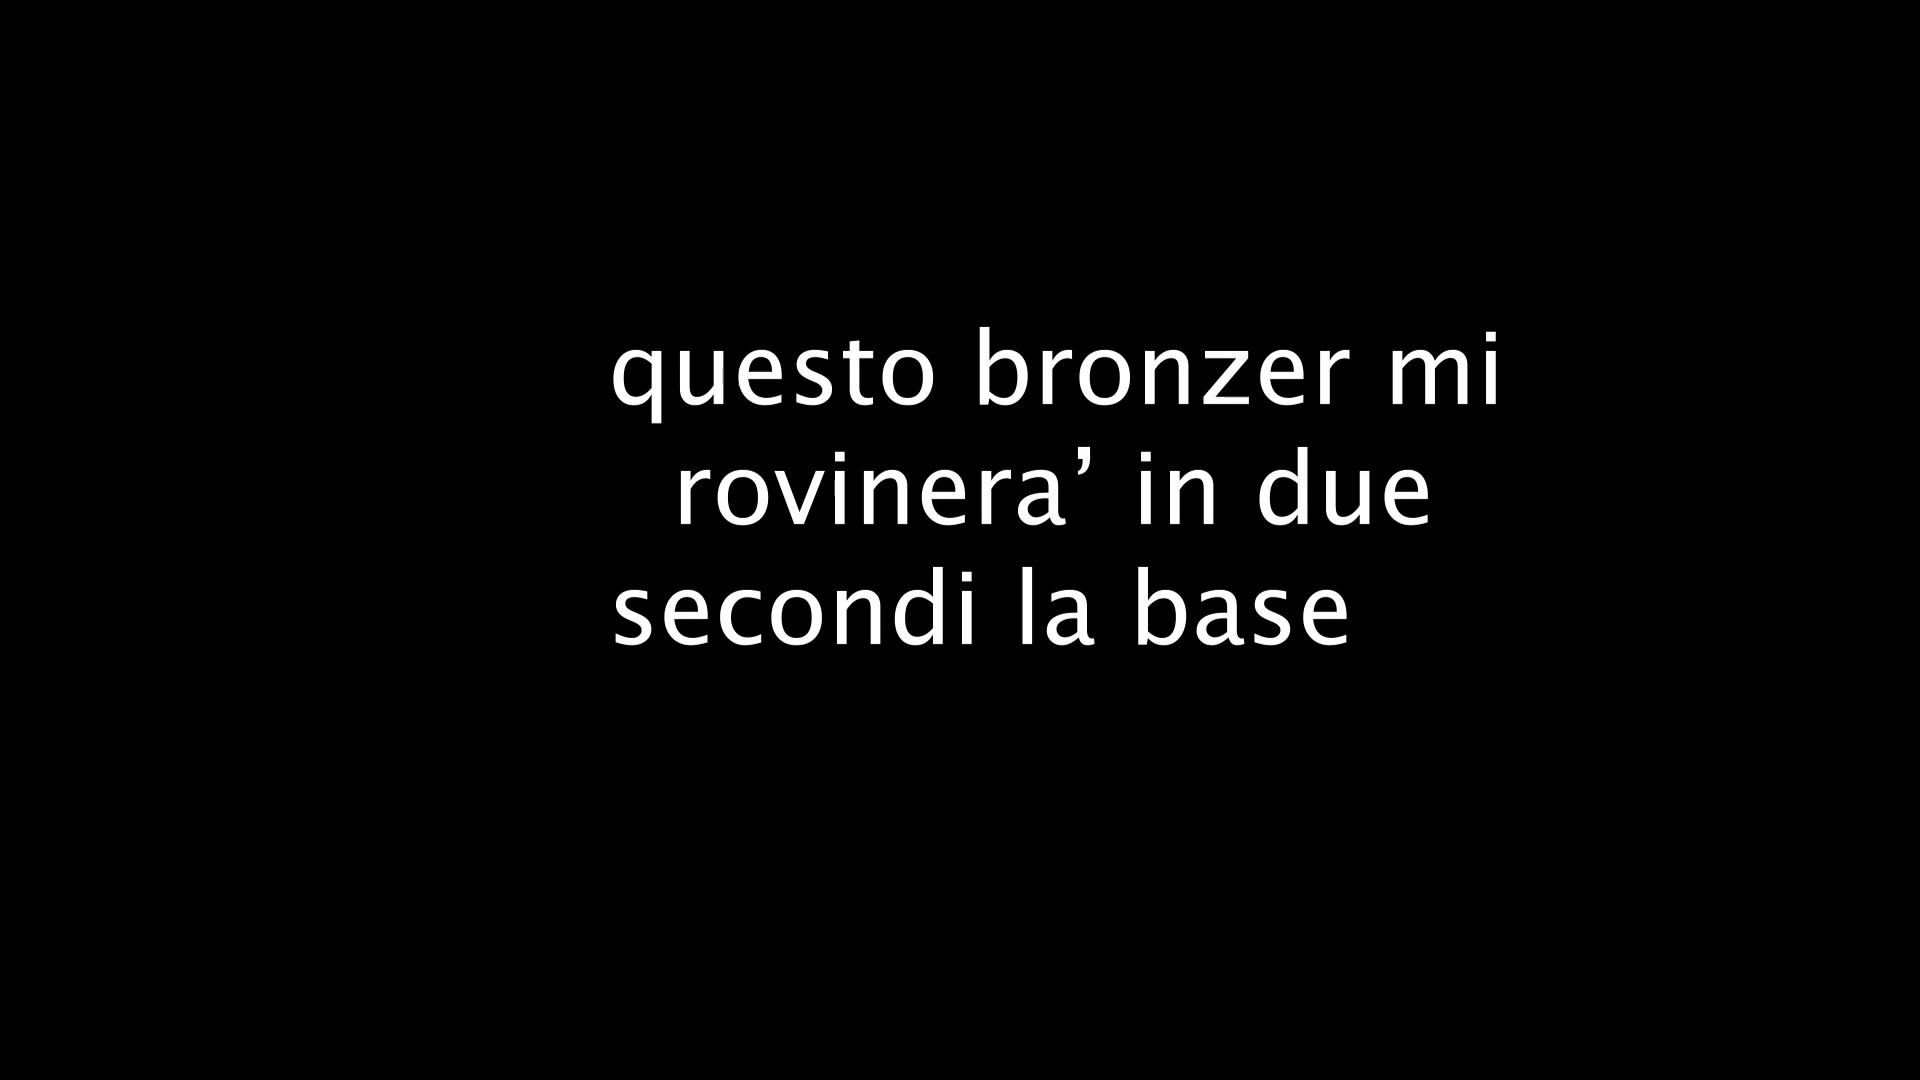 questo bronzer mi
rovinera’ in due
secondi la base